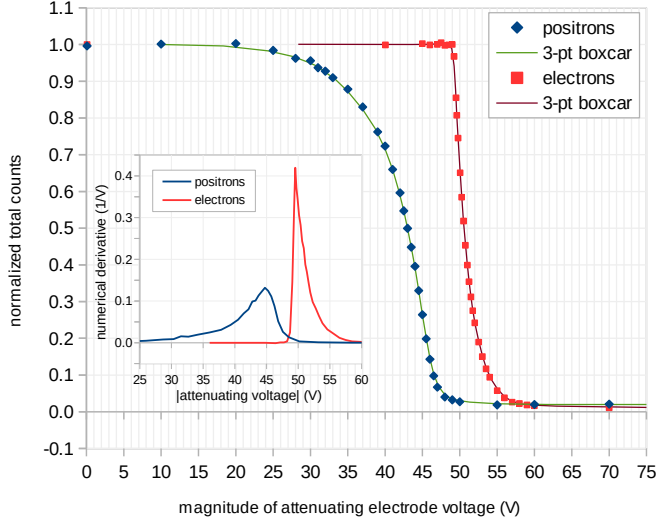 1.1
1.0
0.9
0.8
0.7
0.6
0.5
0.4
0.3
0.2
0.1
0.0
-0.1
normalized total counts
positrons
3-pt boxcar
electrons
3-pt boxcar
0.4
0.3
0.2
0.1
0.0
numerical derivative (1/V)
positrons
electrons
25 30 35 40 45 50 55 60
|attenuating voltage| (V)
0 5 10 15 20 25 30 35 40 45 50 55 60 65 70 75
magnitude of attenuating electrode voltage (V)